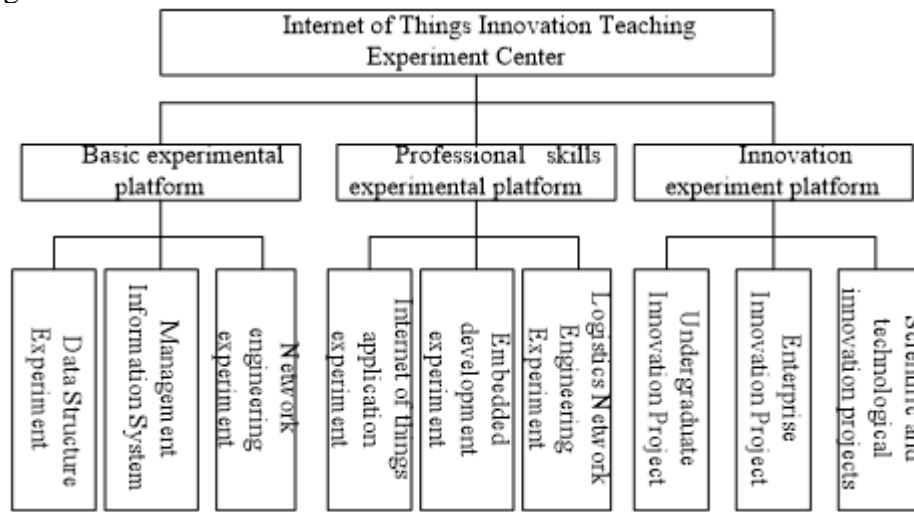 Internet of Things Innovation Teaching
Experiment Center
Basic experimental
platform
Professional skills
experimental platform
Innovation
experiment platform
Data Structure
Experiment
Management
Information System
Network
engineering
experiment
Internet of things
application
experiment
Embedded
development
experiment
Logistics Network
Engineering
Experiment
Undergraduate
Innovation Project
Enterprise
Innovation Project
Scientific and
technological
innovation projects